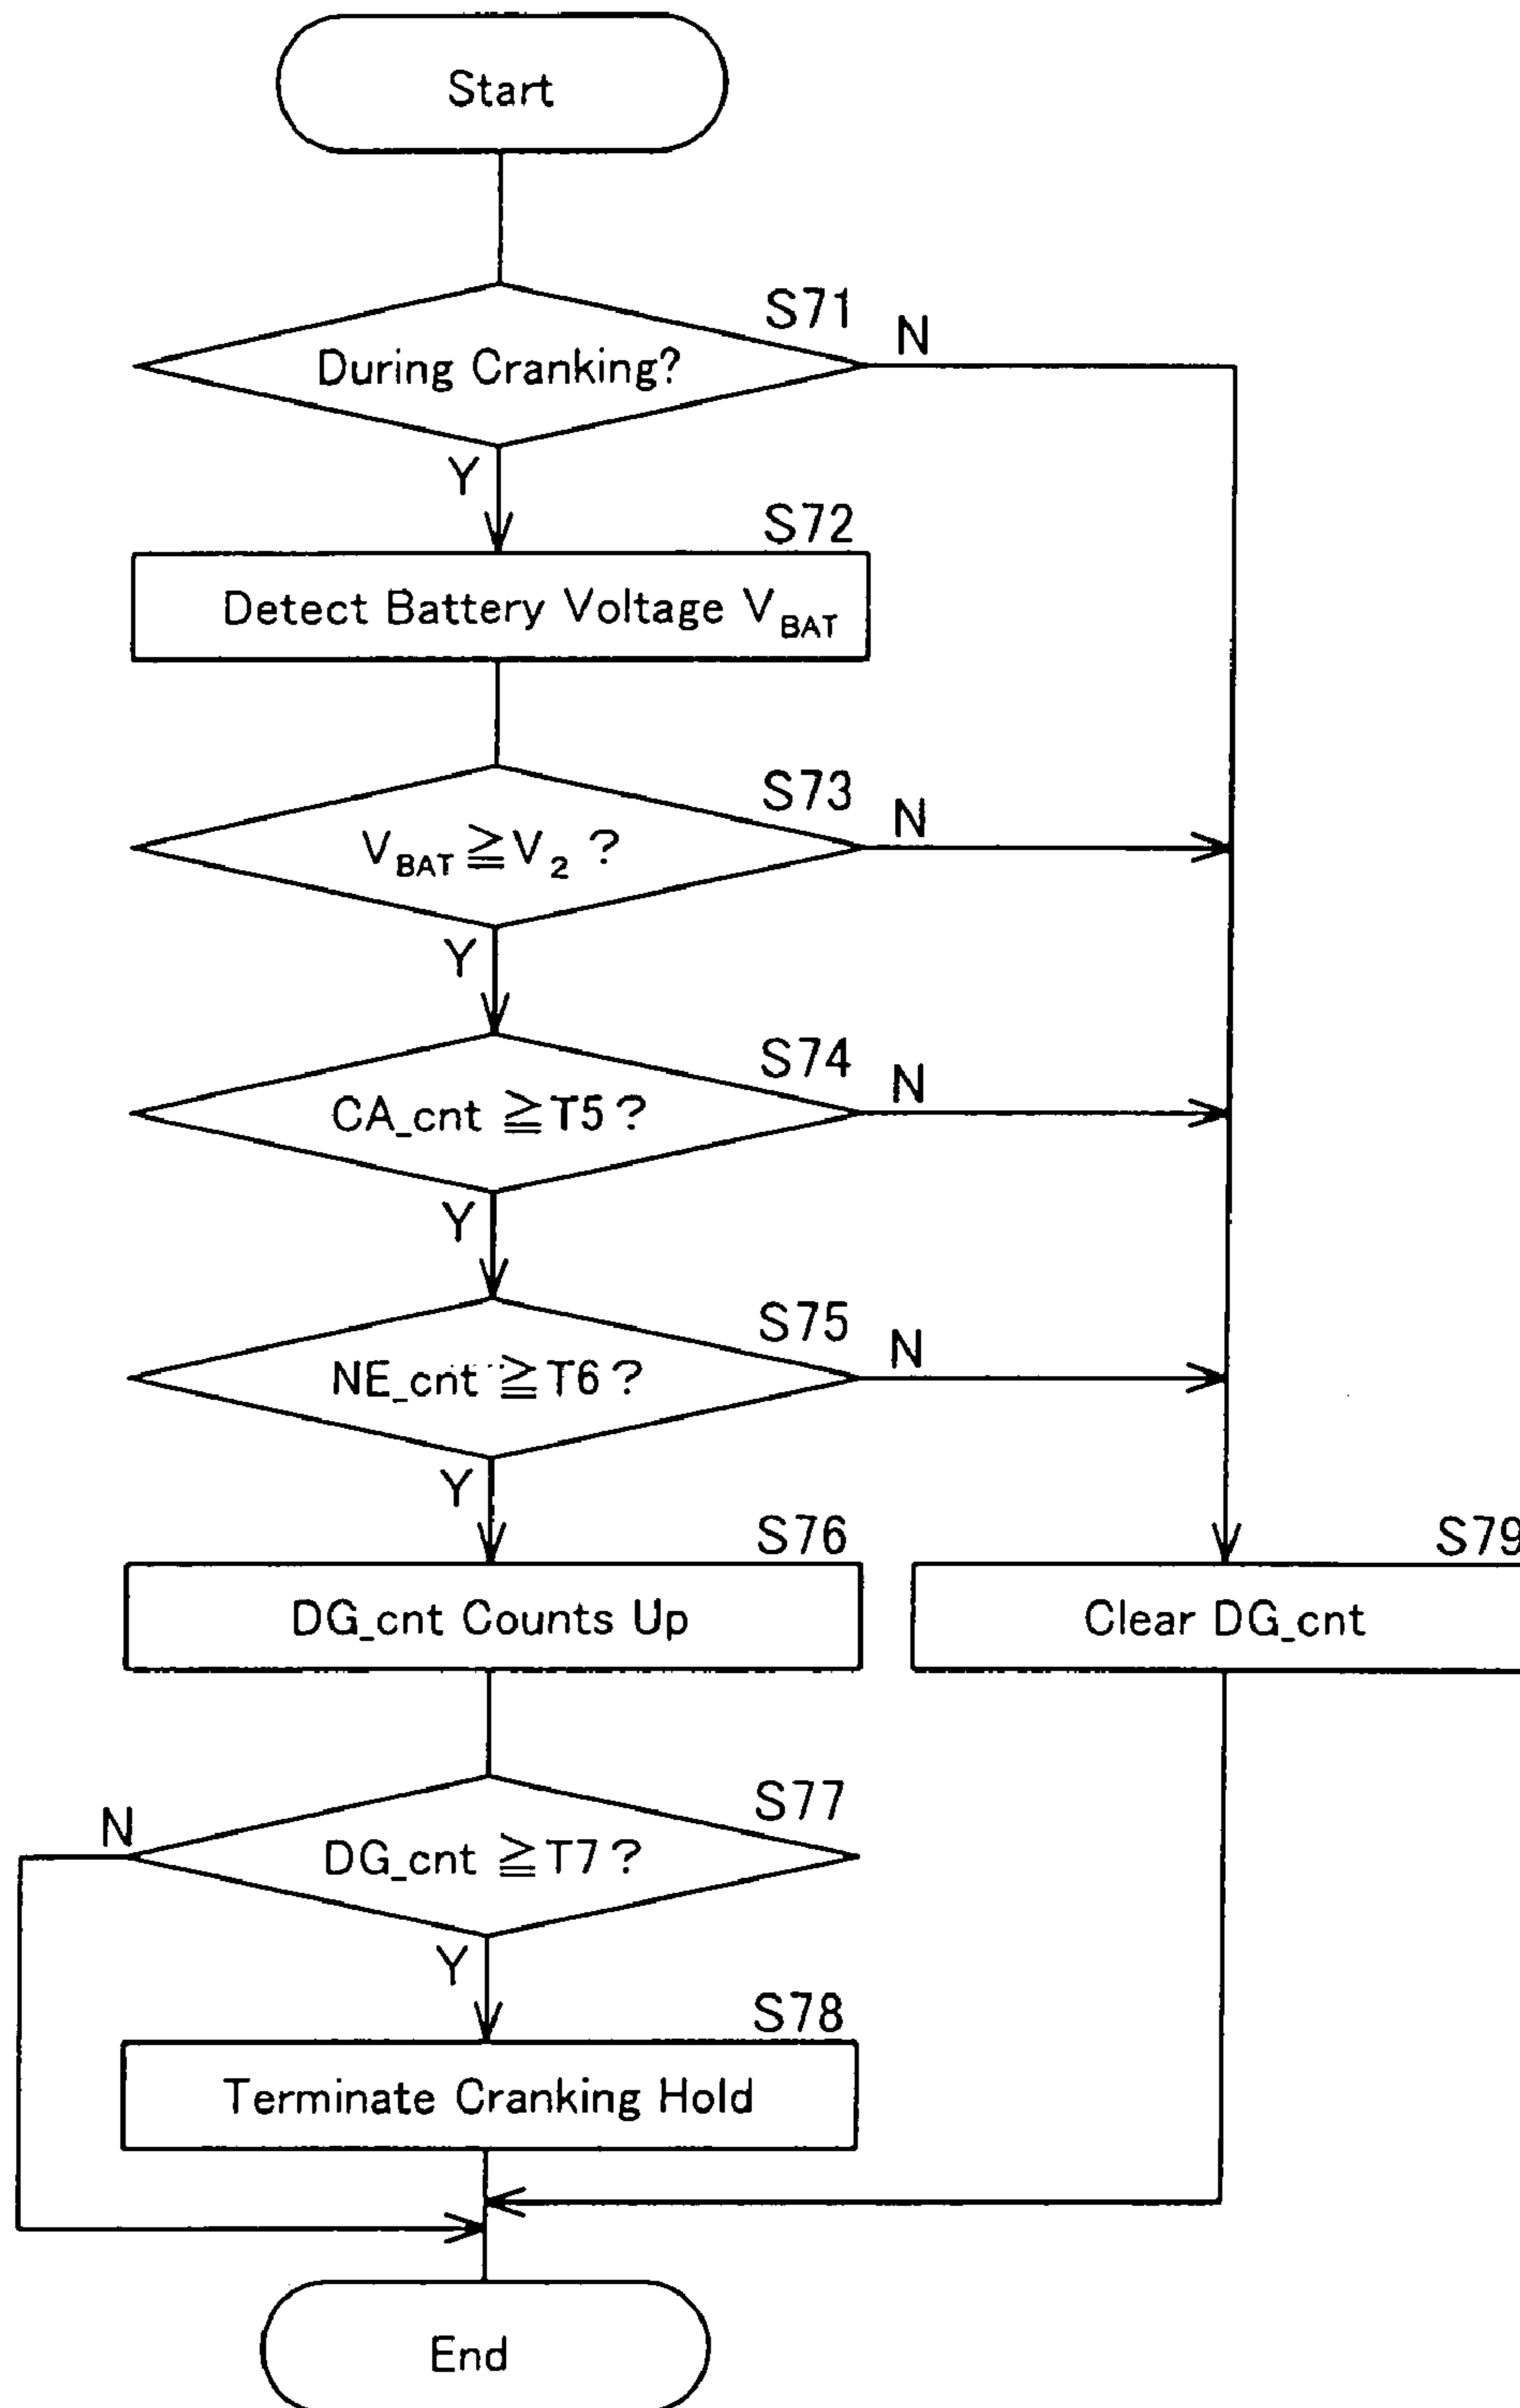 Start
S71
N
During Cranking?
Y
S72
Detect Battery Voltage V_BAT
S73
N
V_BAT ≧ V_2 ?
Y
S74
N
CA_cnt ≧ T5 ?
Y
S75
N
NE_cnt ≧ T6 ?
Y
S76
S79
DG_cnt Counts Up
Clear DG_cnt
S77
N
DG_cnt ≧ T7 ?
Y
S78
Terminate Cranking Hold
End